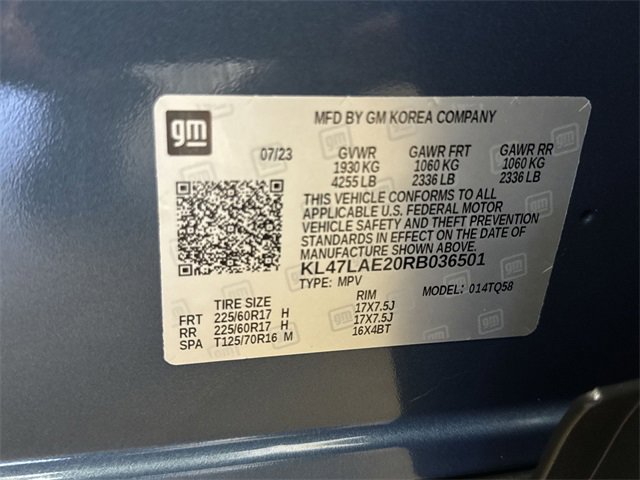 MFD BY GM KOREA COMPANY
gm
07/23 GVWR GAWR FRT GAWR RR
1930 KG 1060 KG 1060 KG
4255 LB 2336 LB 2336 LB
THIS VEHICLE CONFORMS TO ALL
APPLICABLE U.S. FEDERAL MOTOR
VEHICLE SAFETY AND THEFT PREVENTION
STANDARDS IN EFFECT ON THE DATE OF
MANUFACTURE SHOWN ABOVE.
KL47LAE20RB036501
TYPE: MPV MODEL: 014TQ58
TIRE SIZE RIM
FRT 225/60R17 H 17X7.5J
RR 225/60R17 H 17X7.5J
SPA T125/70R16 M 16X4BT